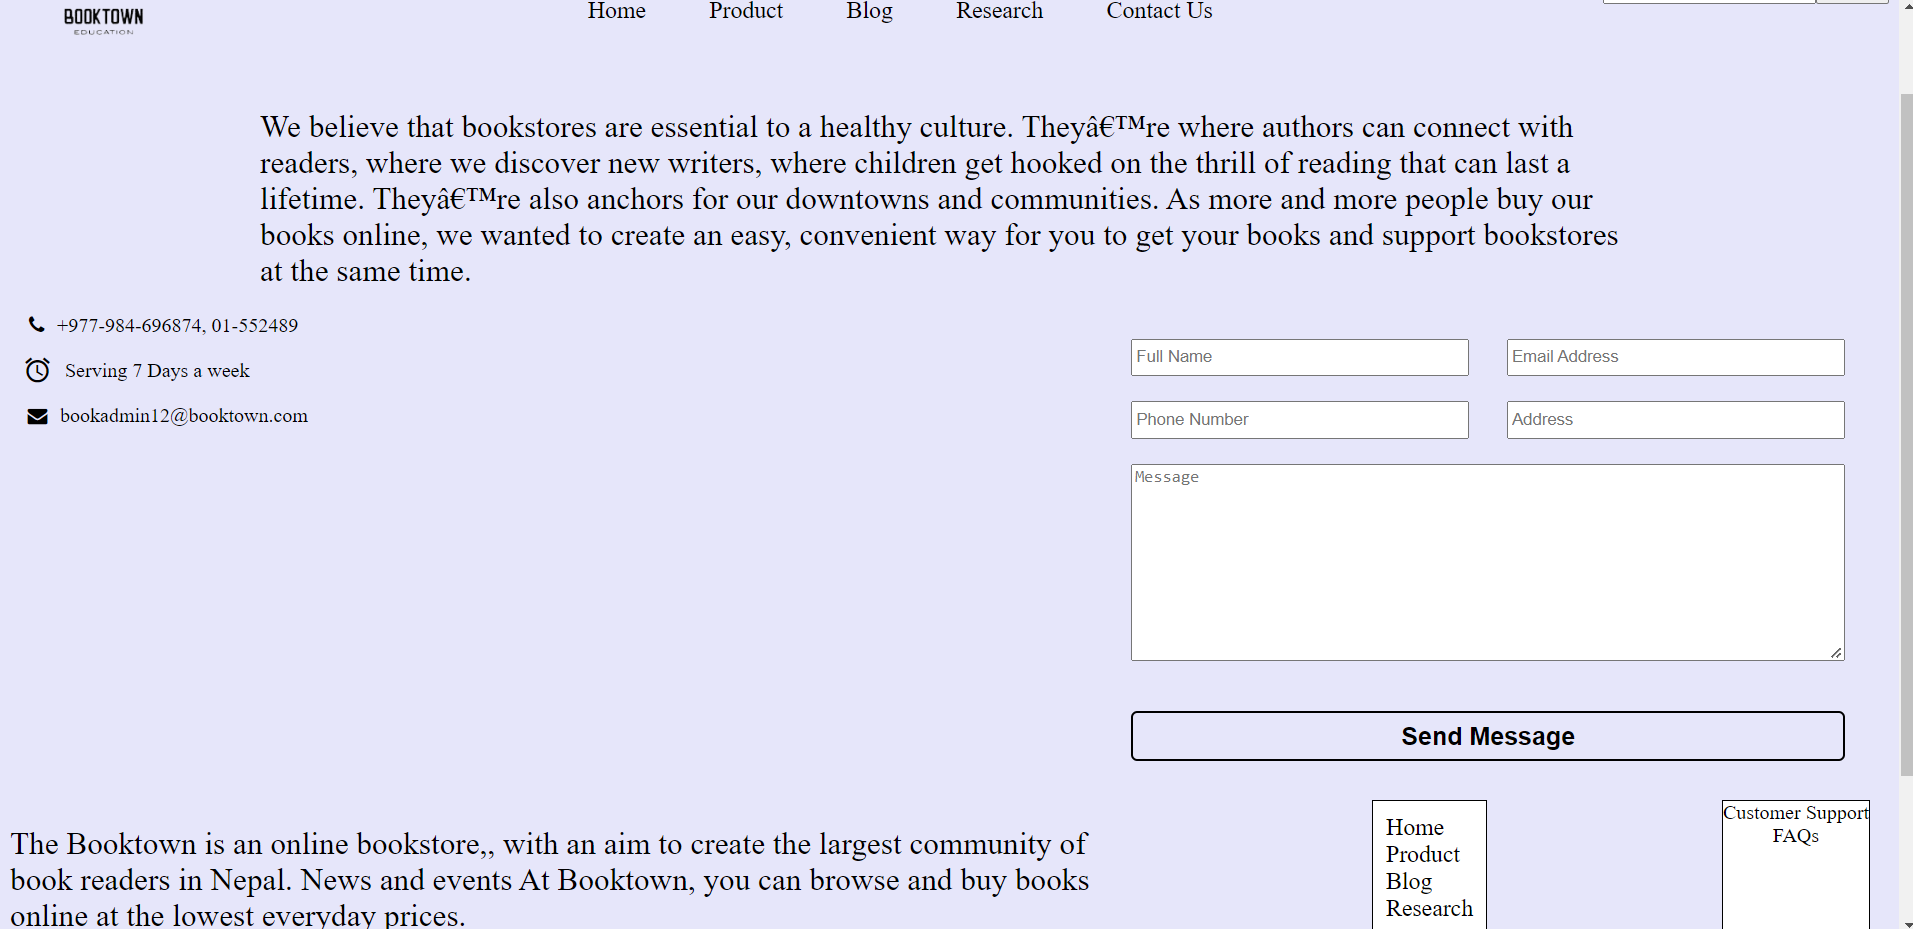 BOOKTOWN
EDUCATION
Home Product Blog Research Contact Us
We believe that bookstores are essential to a healthy culture. Theyâ€™re where authors can connect with
readers, where we discover new writers, where children get hooked on the thrill of reading that can last a
lifetime. Theyâ€™re also anchors for our downtowns and communities. As more and more people buy our
books online, we wanted to create an easy, convenient way for you to get your books and support bookstores
at the same time.
+977-984-696874, 01-552489
Serving 7 Days a week
bookadmin12@booktown.com
Full Name Email Address
Phone Number Address
Message
Send Message
The Booktown is an online bookstore,, with an aim to create the largest community of
book readers in Nepal. News and events At Booktown, you can browse and buy books
online at the lowest everyday prices.
Home
Product
Blog
Research
Customer Support
FAQs